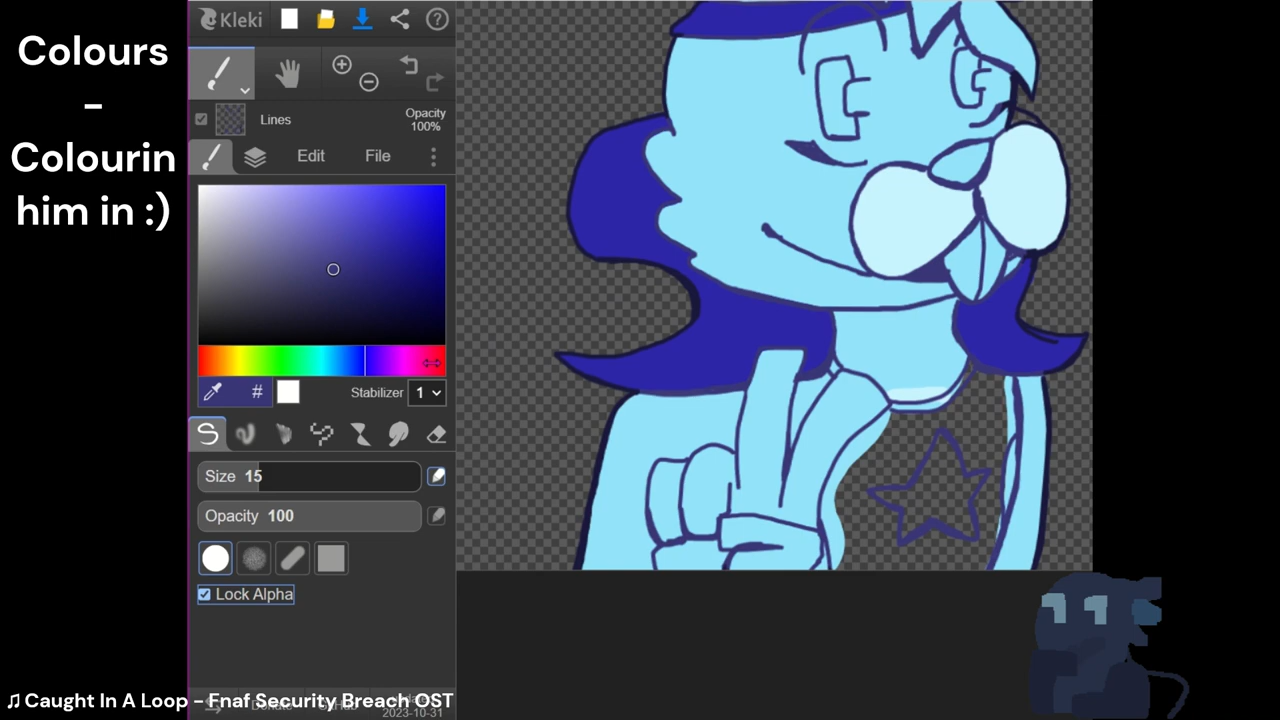 Colours
-
Colourin
him in :)
Kleki
Lines
Opacity
100%
Edit
File
#
Stabilizer
1
Size 15
Opacity 100
Lock Alpha
♫ Caught In A Loop - Fnaf Security Breach OST
2023-10-31